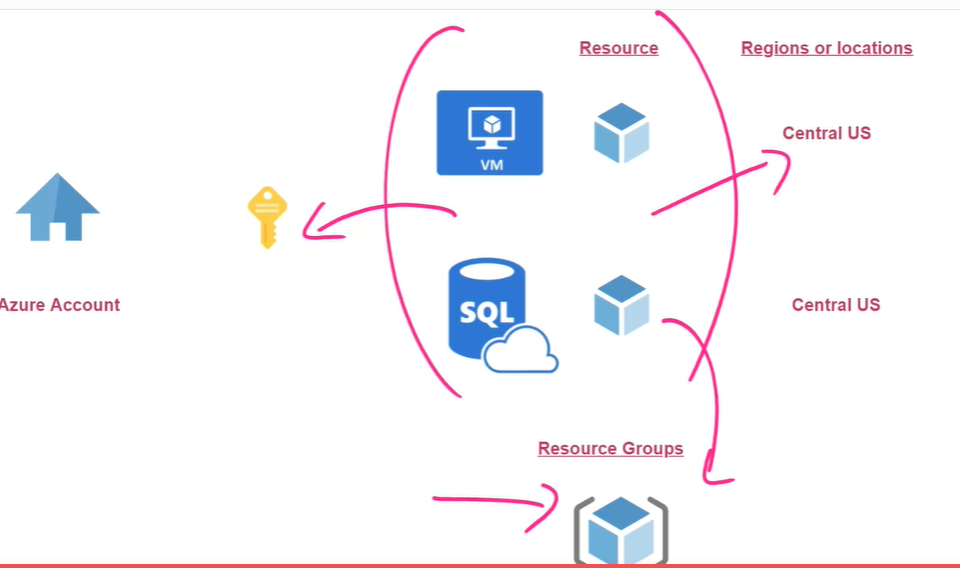 Resource
Regions or locations
Central US
VM
SQL
Azure Account
Central US
Resource Groups